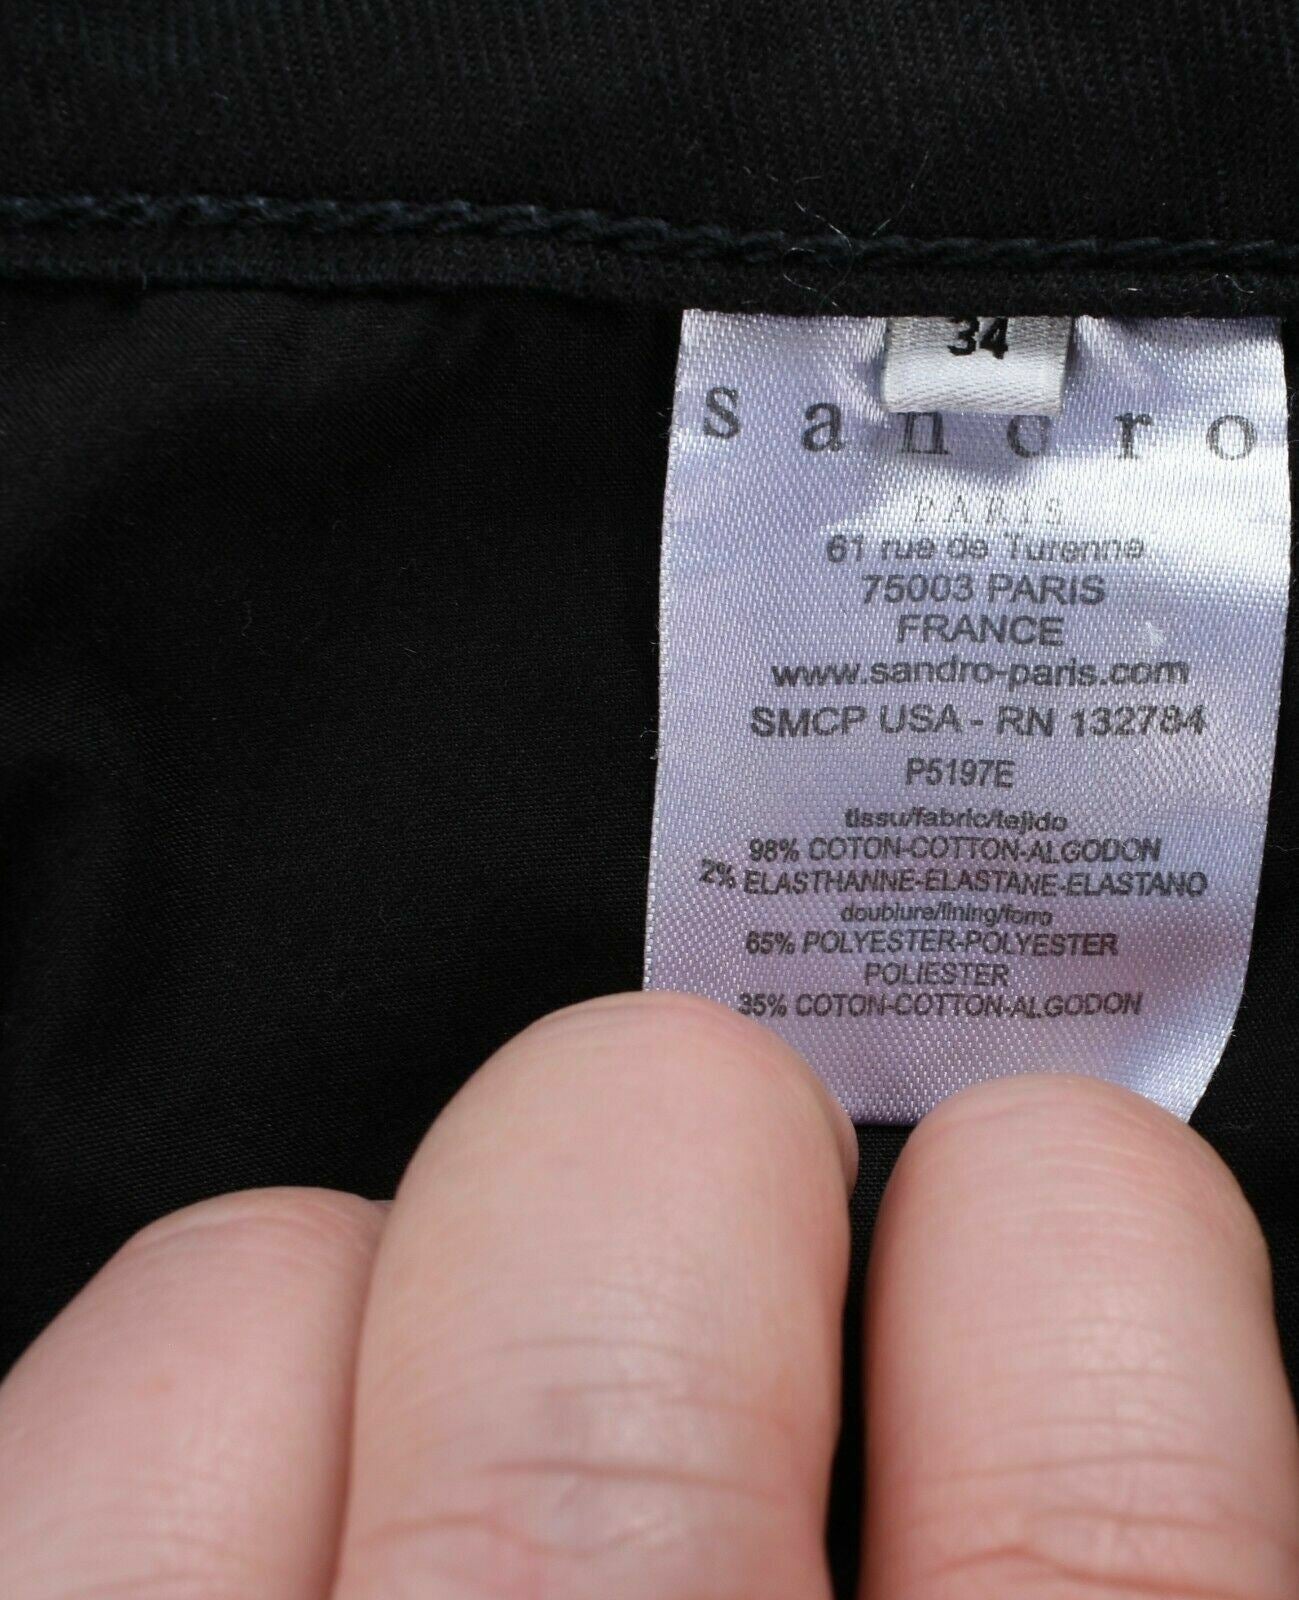 34
sandro
PARIS
61 rue de Turenne
75003 PARIS
FRANCE
www.sandro-paris.com
SMCP USA - RN 132784
P5197E
tissu/fabric/tejido
98% COTON-COTTON-ALGODON
2% ELASTHANNE-ELASTANE-ELASTANO
doublure/lining/forro
65% POLYESTER-POLYESTER
POLIESTER
35% COTON-COTTON-ALGODON